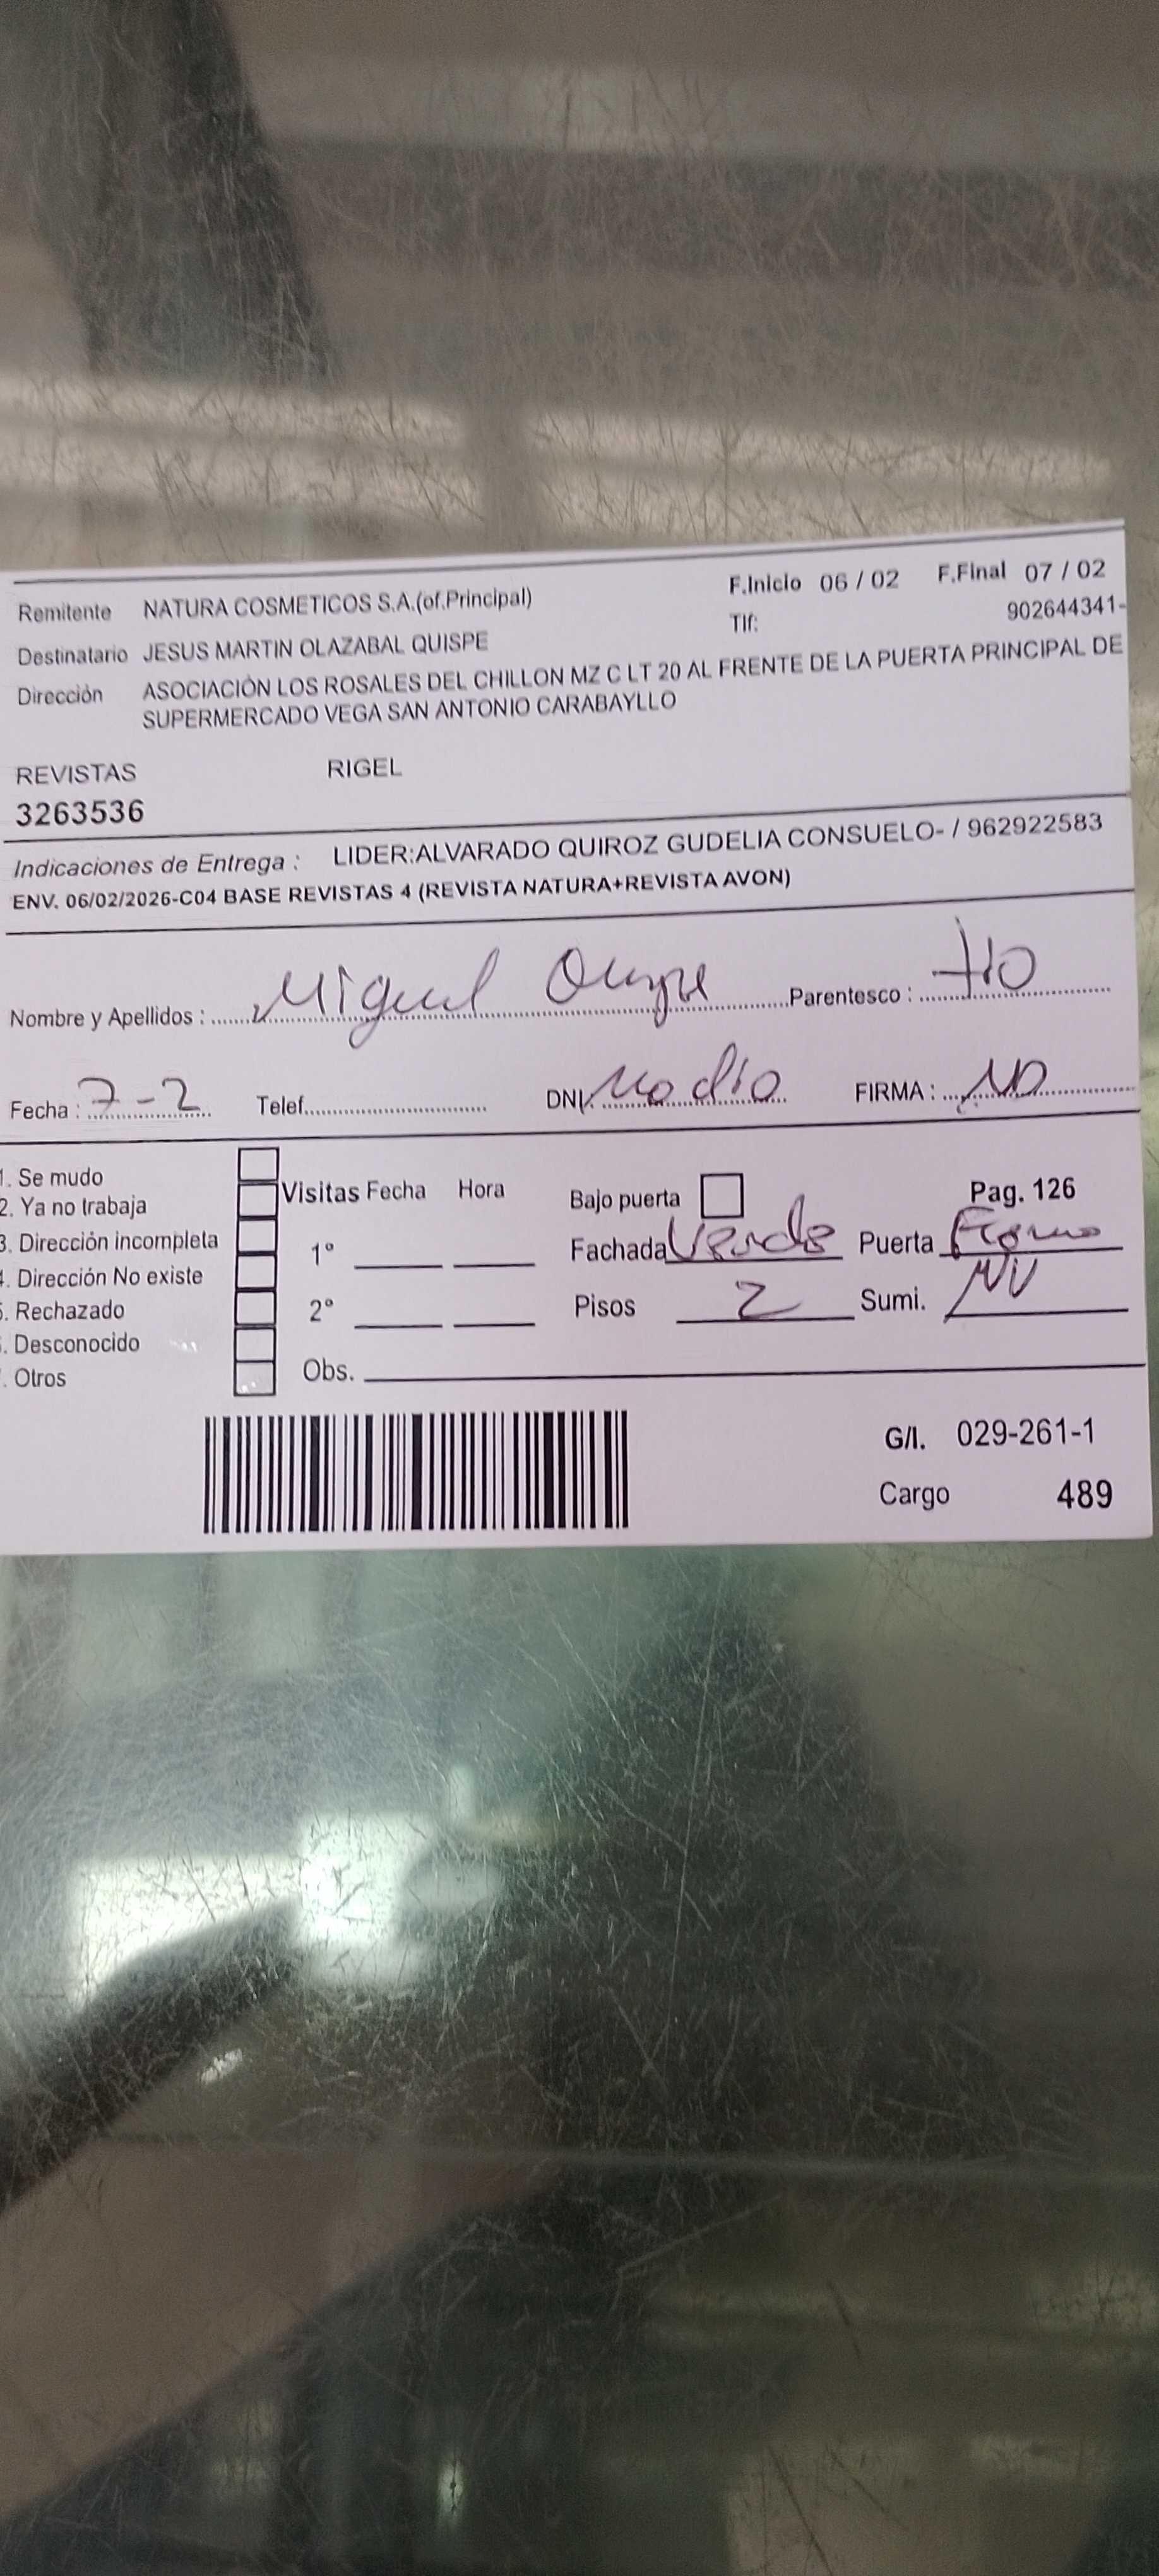 Remitente NATURA COSMETICOS S.A.(of.Principal) F.Inicio 06 / 02 F.Final 07 / 02
Tlf: 902644341-
Destinatario JESUS MARTIN OLAZABAL QUISPE
Dirección ASOCIACIÓN LOS ROSALES DEL CHILLON MZ C LT 20 AL FRENTE DE LA PUERTA PRINCIPAL DE
SUPERMERCADO VEGA SAN ANTONIO CARABAYLLO
REVISTAS RIGEL
3263536
Indicaciones de Entrega : LIDER:ALVARADO QUIROZ GUDELIA CONSUELO- / 962922583
ENV. 06/02/2026-C04 BASE REVISTAS 4 (REVISTA NATURA+REVISTA AVON)
Nombre y Apellidos : Miguel Quispe Parentesco : tio
Fecha : 7-2 Telef. DNI. no dio FIRMA : NO
1. Se mudo
2. Ya no trabaja Visitas Fecha Hora Bajo puerta Pag. 126
3. Dirección incompleta 1° Fachada Verde Puerta Fierro
4. Dirección No existe
5. Rechazado 2° Pisos 2 Sumi. NV
. Desconocido
. Otros Obs.
G/I. 029-261-1
Cargo 489